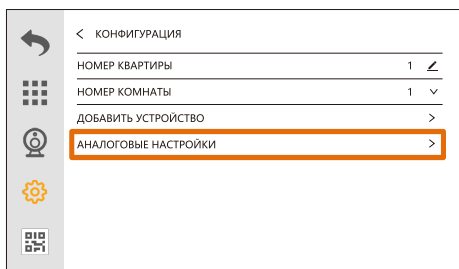 КОНФИГУРАЦИЯ
НОМЕР КВАРТИРЫ 1
НОМЕР КОМНАТЫ 1
ДОБАВИТЬ УСТРОЙСТВО
АНАЛОГОВЫЕ НАСТРОЙКИ